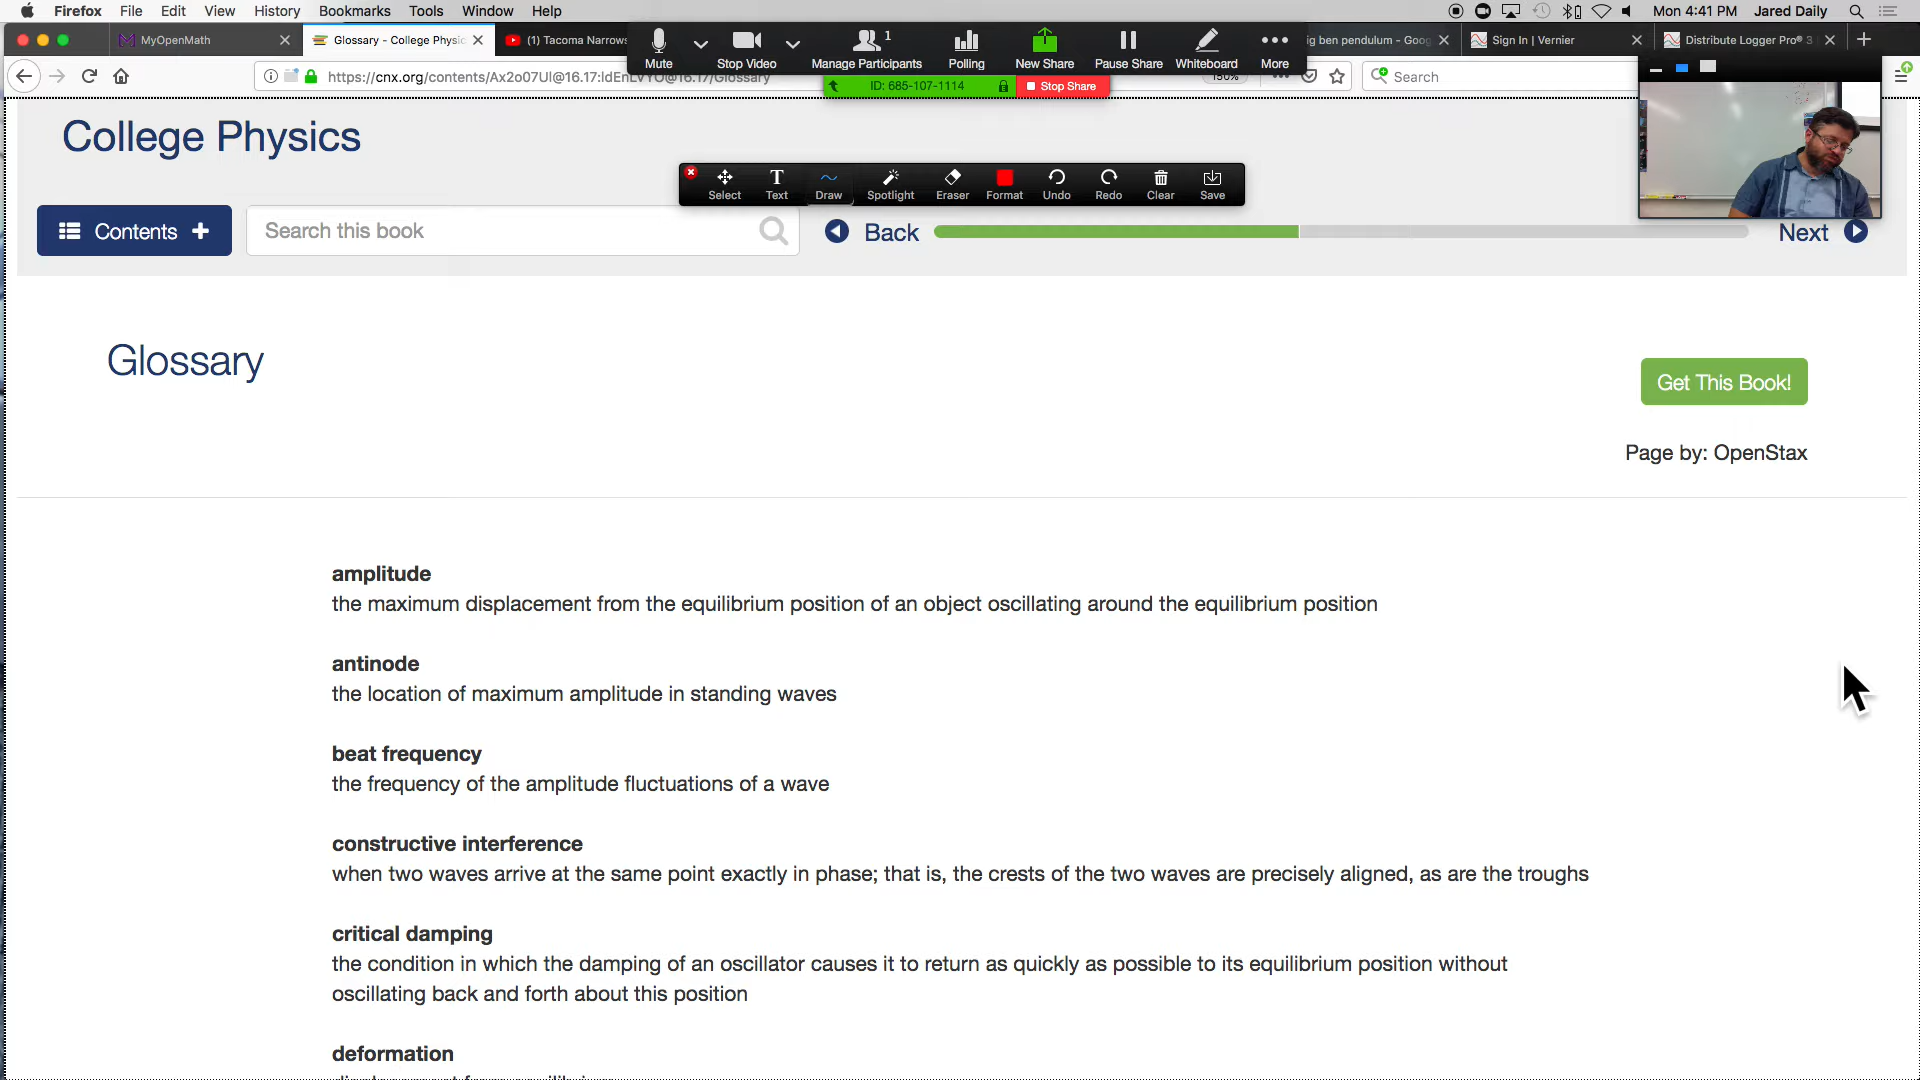 Firefox File Edit View History Bookmarks Tools Window Help Mon 4:41 PM Jared Daily
MyOpenMath
Glossary - College Physic
(1) Tacoma Narrows
ig ben pendulum - Goog
Sign In | Vernier
Distribute Logger Pro® 3
Mute
Stop Video
1
Manage Participants
Polling
New Share
Pause Share
Whiteboard
More
https://cnx.org/contents/
150%
Search
ID: 685-107-1114
Stop Share
College Physics
Select
T
Text
Draw
Spotlight
Eraser
Format
Undo
Redo
Clear
Save
Contents +
Search this book
Back
Next
Glossary
Get This Book!
Page by: OpenStax
amplitude
the maximum displacement from the equilibrium position of an object oscillating around the equilibrium position
antinode
the location of maximum amplitude in standing waves
beat frequency
the frequency of the amplitude fluctuations of a wave
constructive interference
when two waves arrive at the same point exactly in phase; that is, the crests of the two waves are precisely aligned, as are the troughs
critical damping
the condition in which the damping of an oscillator causes it to return as quickly as possible to its equilibrium position without
oscillating back and forth about this position
deformation